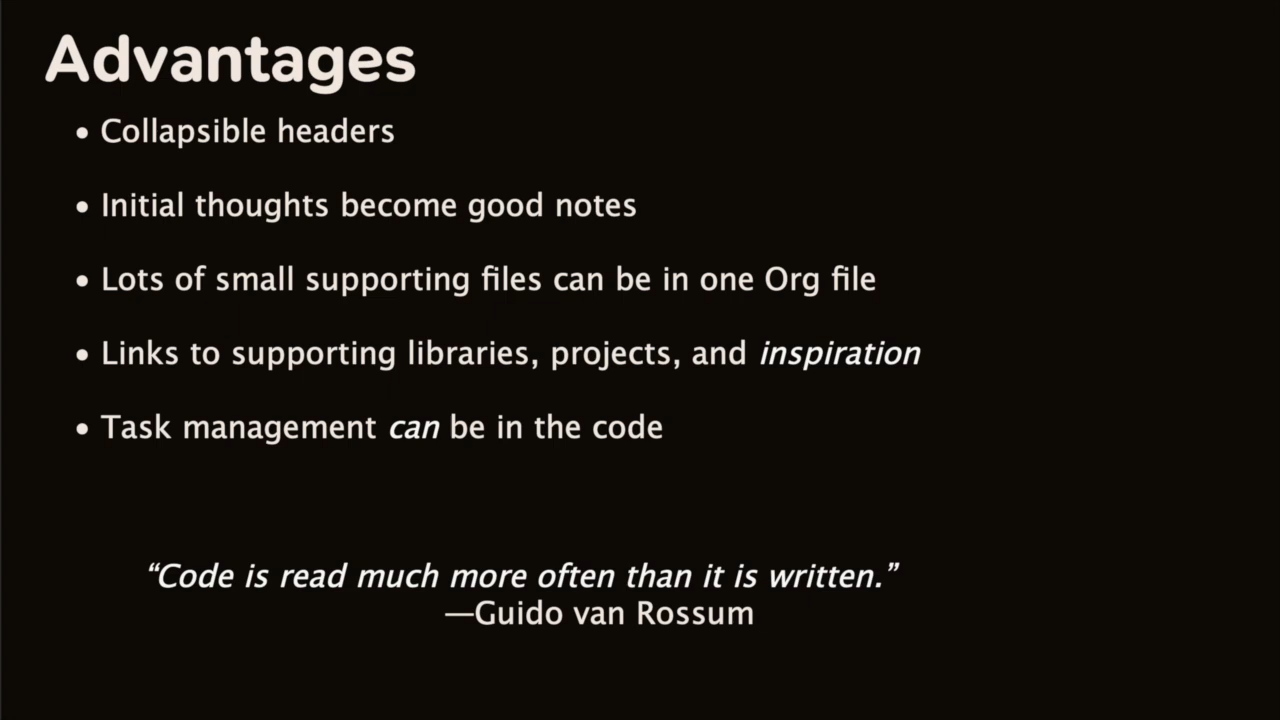 Advantages
• Collapsible headers
• Initial thoughts become good notes
• Lots of small supporting files can be in one Org file
• Links to supporting libraries, projects, and inspiration
• Task management can be in the code
“Code is read much more often than it is written.”
—Guido van Rossum